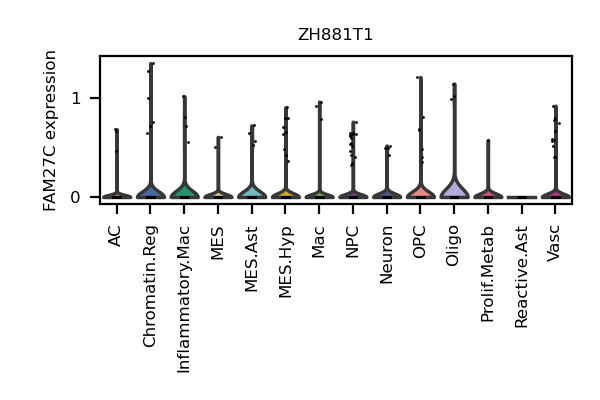 ZH881T1
FAM27C expression
1
0
AC
Chromatin.Reg
Inflammatory.Mac
MES
MES.Ast
MES.Hyp
Mac
NPC
Neuron
OPC
Oligo
Prolif.Metab
Reactive.Ast
Vasc